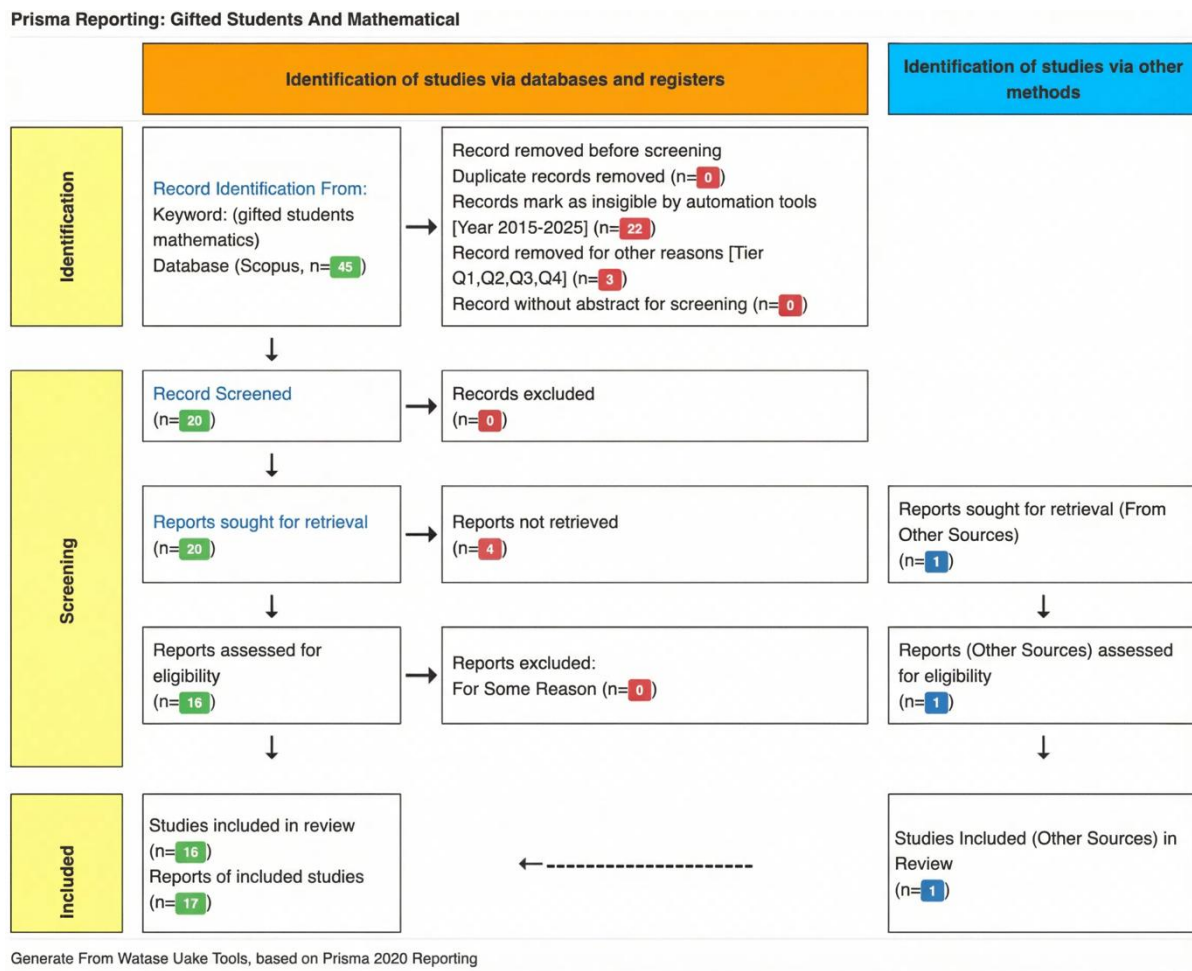 Prisma Reporting: Gifted Students And Mathematical
Identification of studies via databases and registers
Identification of studies via other
methods
Identification
Record Identification From:
Keyword: (gifted students
mathematics)
Database (Scopus, n= 45)
Record removed before screening
Duplicate records removed (n= 0)
Records mark as insigible by automation tools
[Year 2015-2025] (n= 22)
Record removed for other reasons [Tier
Q1,Q2,Q3,Q4] (n= 3)
Record without abstract for screening (n= 0)
Screening
Record Screened
(n= 20)
Records excluded
(n= 0)
Reports sought for retrieval
(n= 20)
Reports not retrieved
(n= 4)
Reports sought for retrieval (From
Other Sources)
(n= 1)
Reports assessed for
eligibility
(n= 16)
Reports excluded:
For Some Reason (n= 0)
Reports (Other Sources) assessed
for eligibility
(n= 1)
Included
Studies included in review
(n= 16)
Reports of included studies
(n= 17)
Studies Included (Other Sources) in
Review
(n= 1)
Generate From Watase Uake Tools, based on Prisma 2020 Reporting